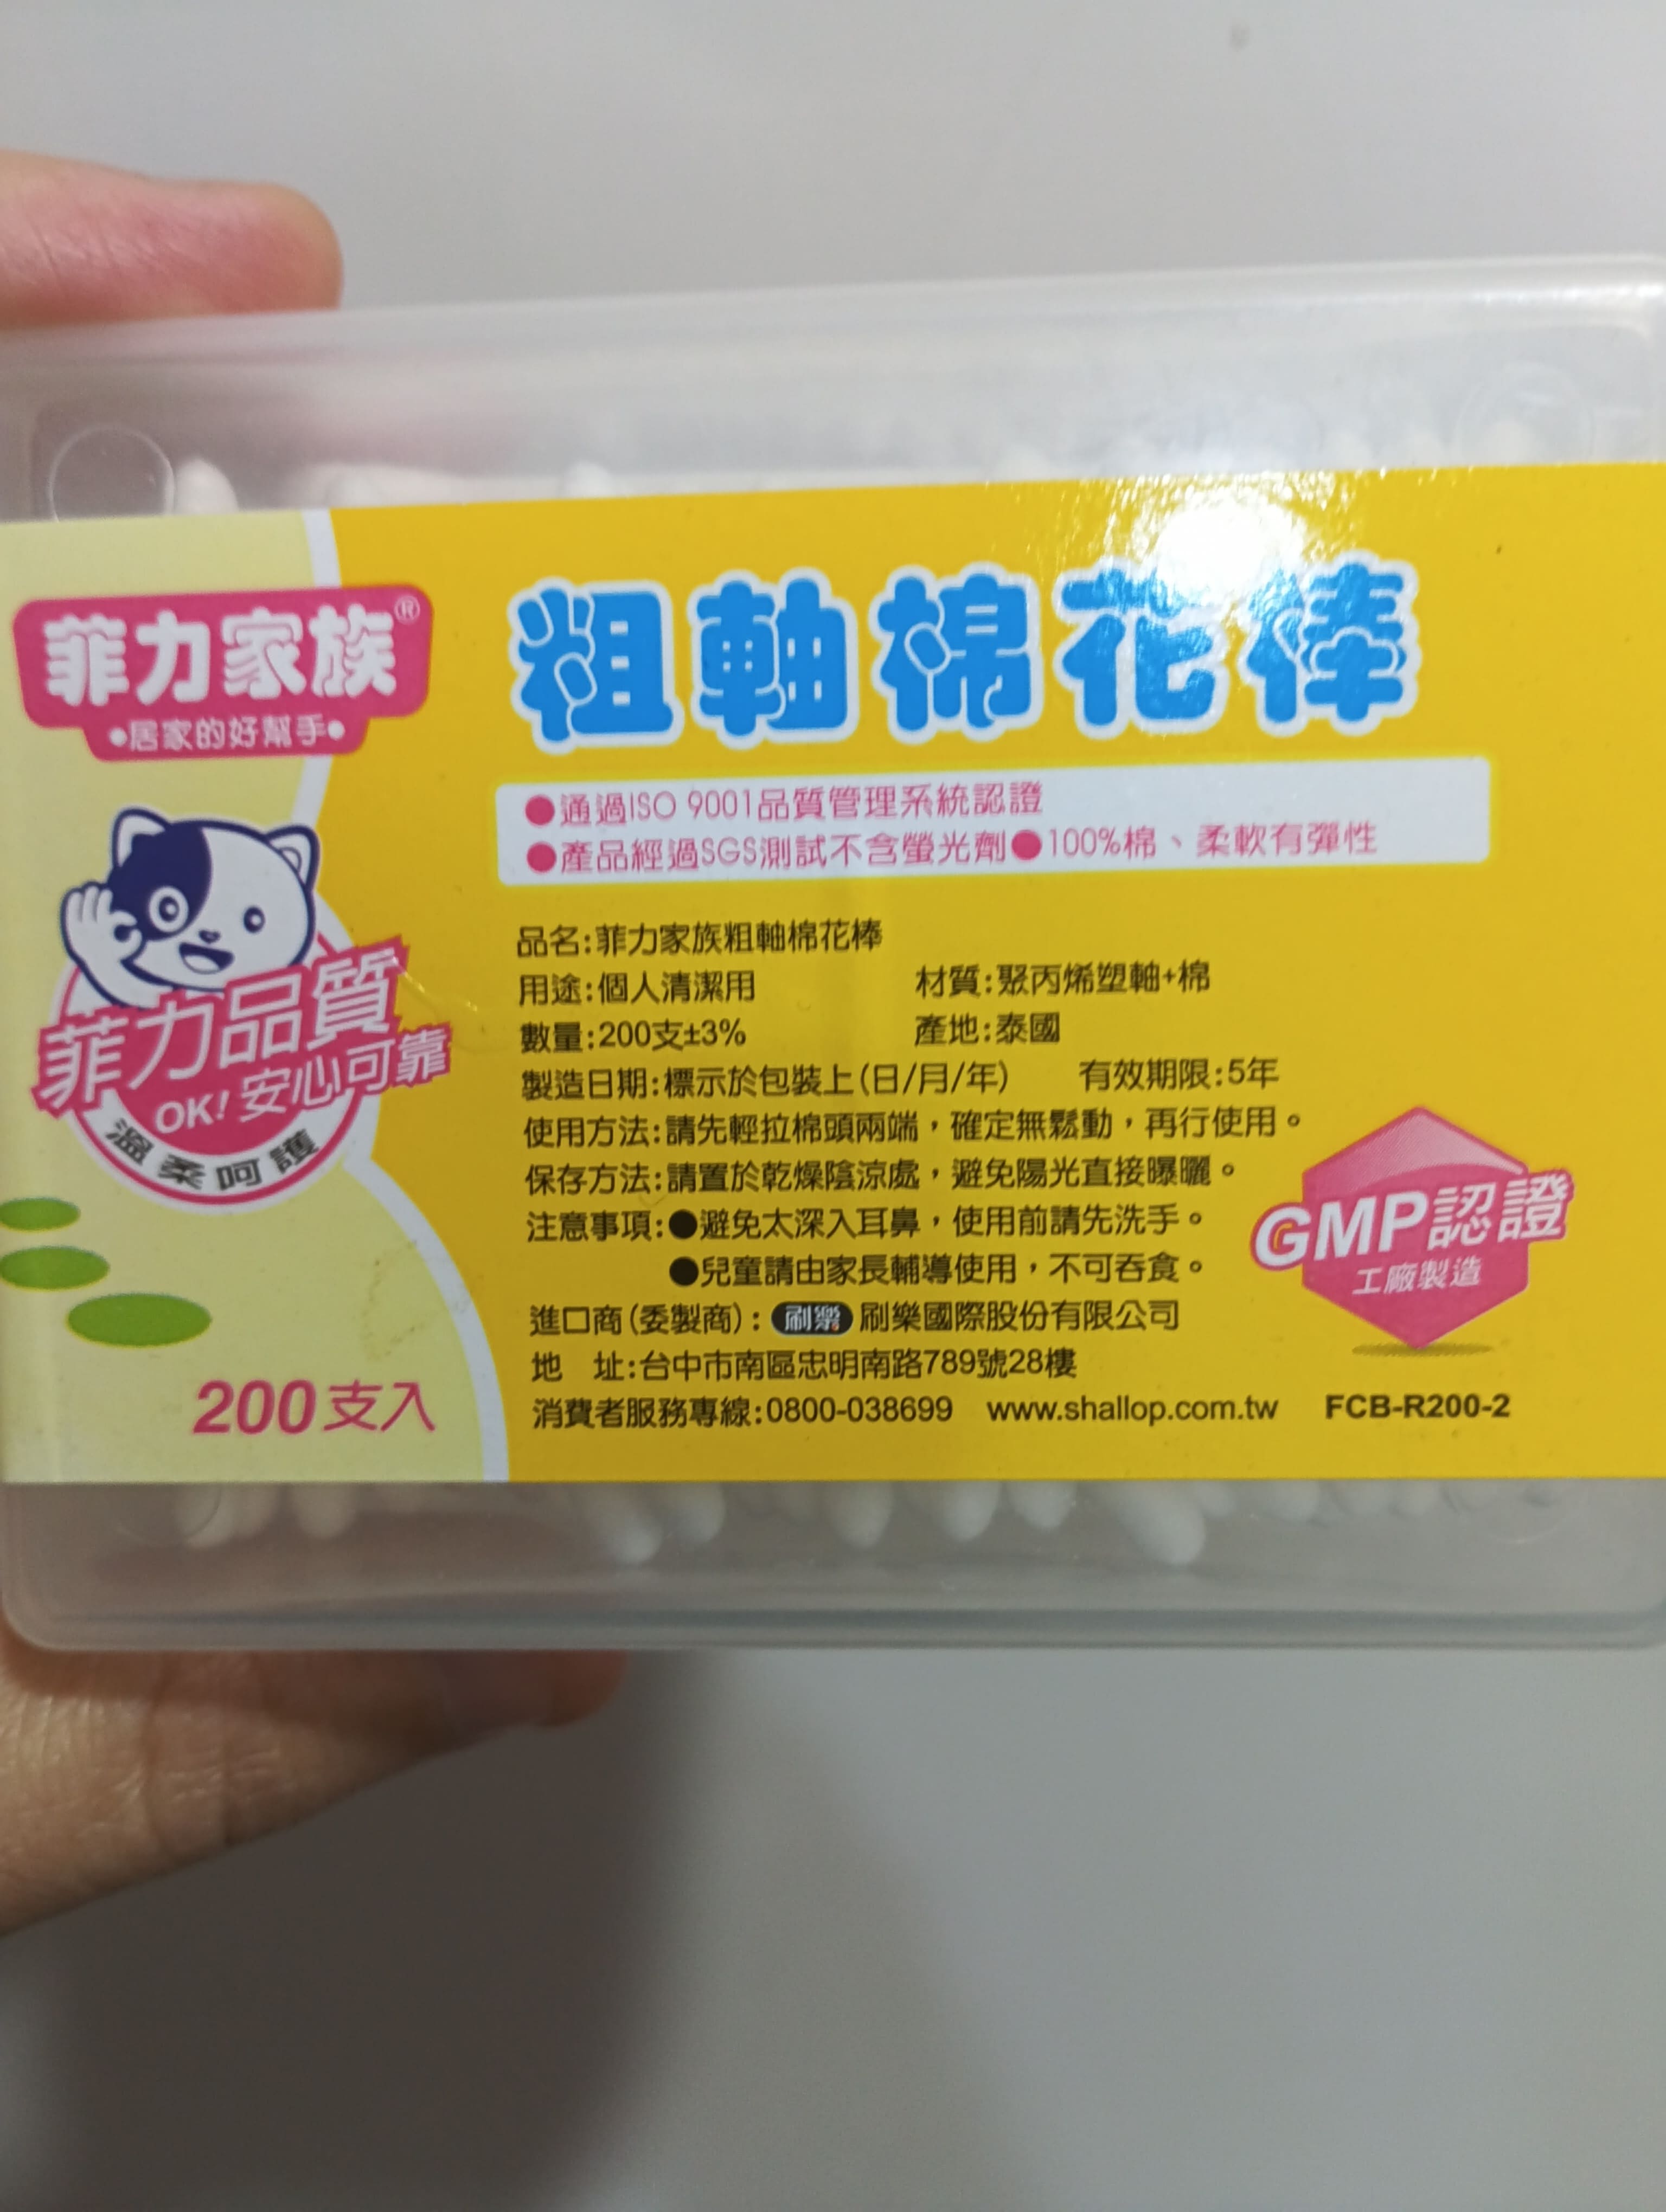 菲力家族®
•居家的好幫手•
粗軸棉花棒
●通過ISO 9001品質管理系統認證
●產品經過SGS測試不含螢光劑●100%棉、柔軟有彈性
菲力品質
OK!安心可靠
溫柔呵護
200支入
品名:菲力家族粗軸棉花棒
用途:個人清潔用 材質:聚丙烯塑軸+棉
數量:200支±3% 產地:泰國
製造日期:標示於包裝上(日/月/年) 有效期限:5年
使用方法:請先輕拉棉頭兩端，確定無鬆動，再行使用。
保存方法:請置於乾燥陰涼處，避免陽光直接曝曬。
注意事項:●避免太深入耳鼻，使用前請先洗手。
●兒童請由家長輔導使用，不可吞食。
進口商(委製商): 刷樂 刷樂國際股份有限公司
地 址:台中市南區忠明南路789號28樓
消費者服務專線:0800-038699 www.shallop.com.tw FCB-R200-2
GMP認證
工廠製造